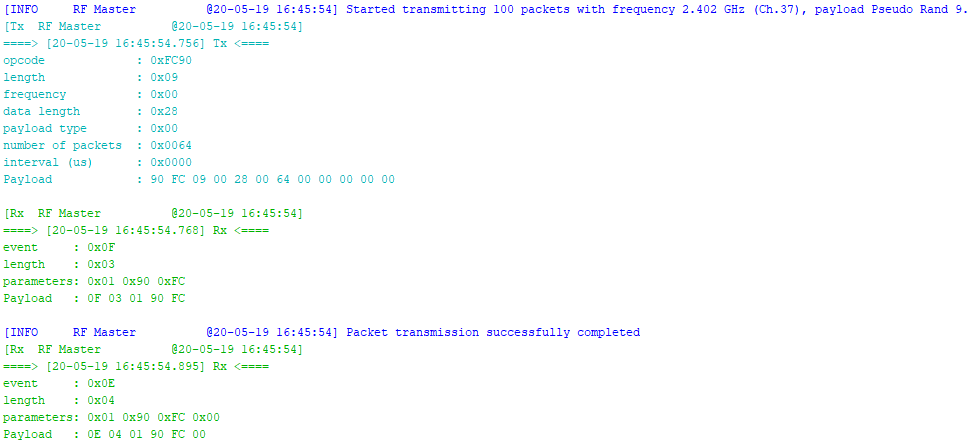 [INFO     RF Master          @20-05-19 16:45:54] Started transmitting 100 packets with frequency 2.402 GHz (Ch.37), payload Pseudo Rand 9.
[Tx  RF Master          @20-05-19 16:45:54]
====> [20-05-19 16:45:54.756] Tx <====
opcode             : 0xFC90
length             : 0x09
frequency          : 0x00
data length        : 0x28
payload type       : 0x00
number of packets  : 0x0064
interval (us)      : 0x0000
Payload            : 90 FC 09 00 28 00 64 00 00 00 00 00
[Rx  RF Master          @20-05-19 16:45:54]
====> [20-05-19 16:45:54.768] Rx <====
event     : 0x0F
length    : 0x03
parameters: 0x01 0x90 0xFC
Payload   : 0F 03 01 90 FC
[INFO     RF Master          @20-05-19 16:45:54] Packet transmission successfully completed
[Rx  RF Master          @20-05-19 16:45:54]
====> [20-05-19 16:45:54.895] Rx <====
event     : 0x0E
length    : 0x04
parameters: 0x01 0x90 0xFC 0x00
Payload   : 0E 04 01 90 FC 00